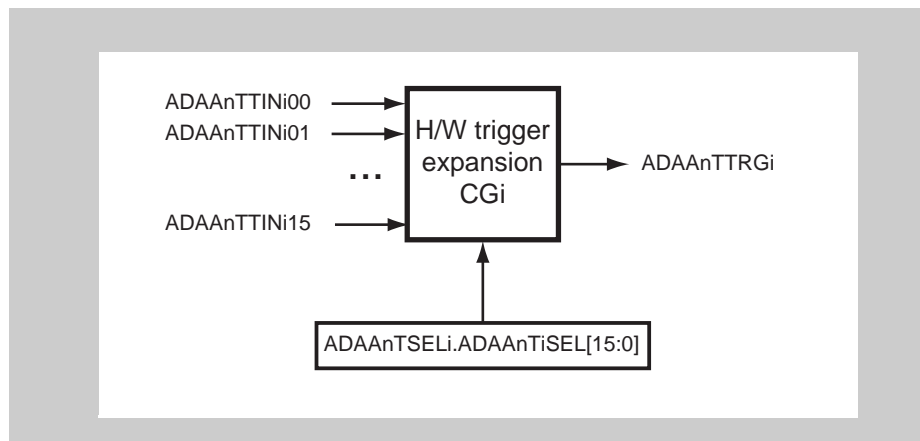 ADAAnTTINi00
ADAAnTTINi01
...
ADAAnTTINi15
H/W trigger
expansion
CGi
ADAAnTTRGi
ADAAnTSELi.ADAAnTiSEL[15:0]